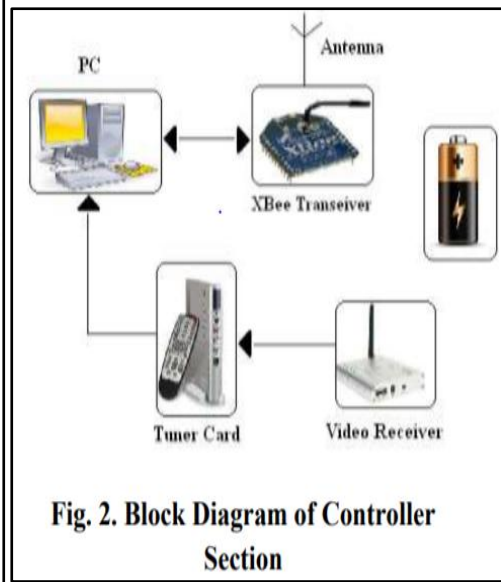 Antenna
PC
XBee Transeiver
Tuner Card
Video Receiver
Fig. 2. Block Diagram of Controller
Section